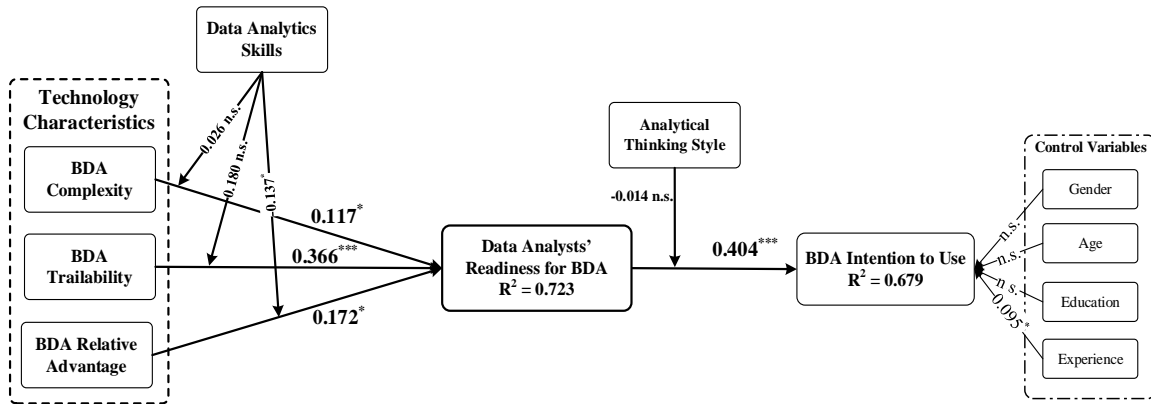 Data Analytics
Skills
Technology
Characteristics
BDA
Complexity
BDA
Trailability
BDA Relative
Advantage
0.026 n.s.
0.180 n.s.
-0.137*
0.117*
0.366***
0.172*
Data Analysts’
Readiness for BDA
R² = 0.723
Analytical
Thinking Style
-0.014 n.s.
0.404***
BDA Intention to Use
R² = 0.679
Control Variables
Gender
Age
Education
Experience
n.s.
n.s.
n s.
0.095*